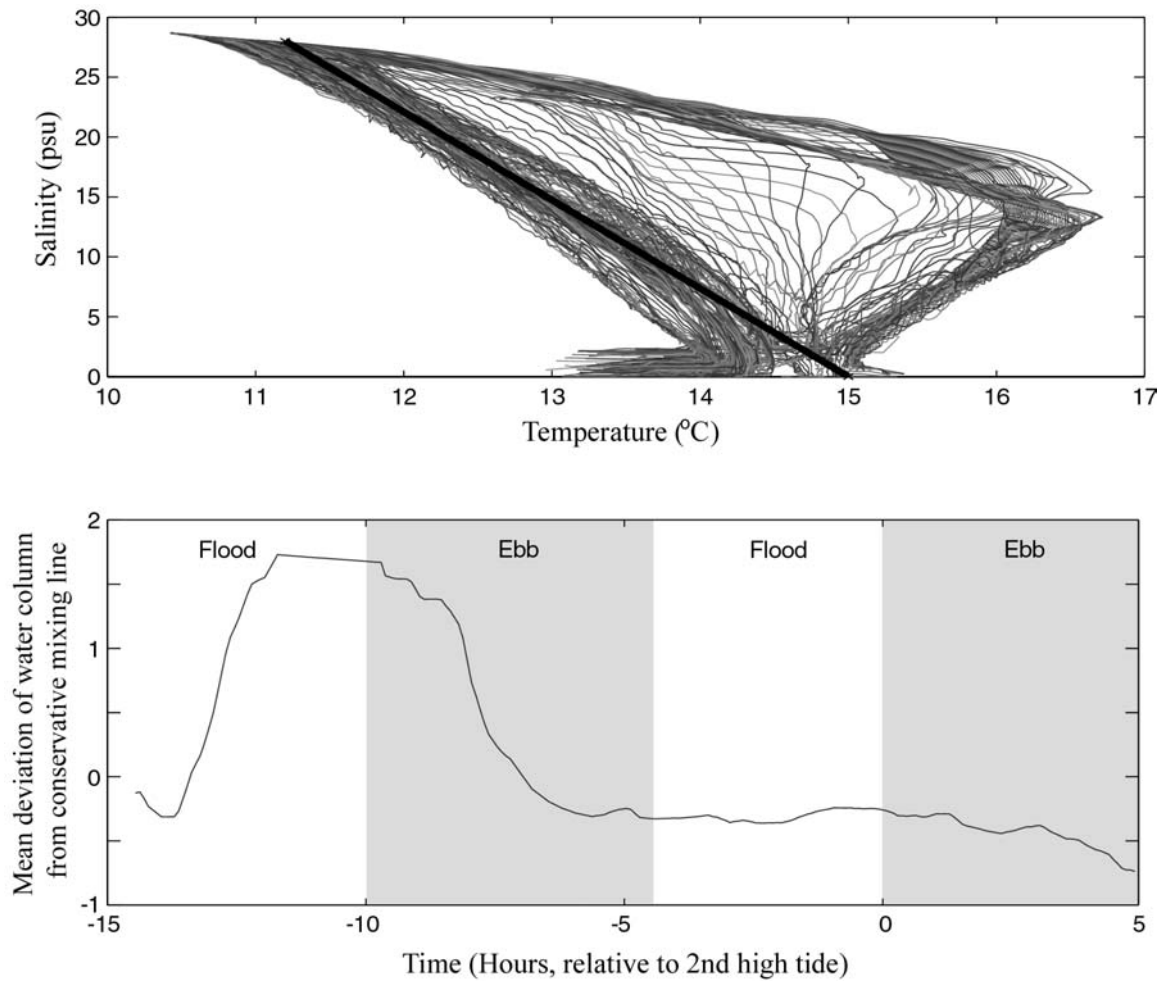 30
25
20
15
10
5
0
Salinity (psu)
10 11 12 13 14 15 16 17
Temperature (°C)
2
1
0
-1
Mean deviation of water column
from conservative mixing line
Flood Ebb Flood Ebb
-15 -10 -5 0 5
Time (Hours, relative to 2nd high tide)